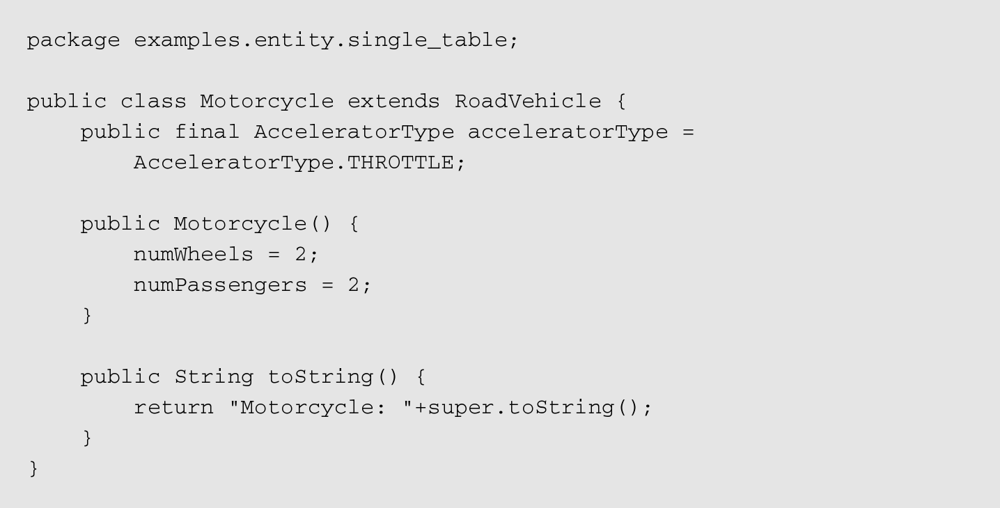 package examples.entity.single_table;

public class Motorcycle extends RoadVehicle {
    public final AcceleratorType acceleratorType =
        AcceleratorType.THROTTLE;

    public Motorcycle() {
        numWheels = 2;
        numPassengers = 2;
    }

    public String toString() {
        return "Motorcycle: "+super.toString();
    }
}